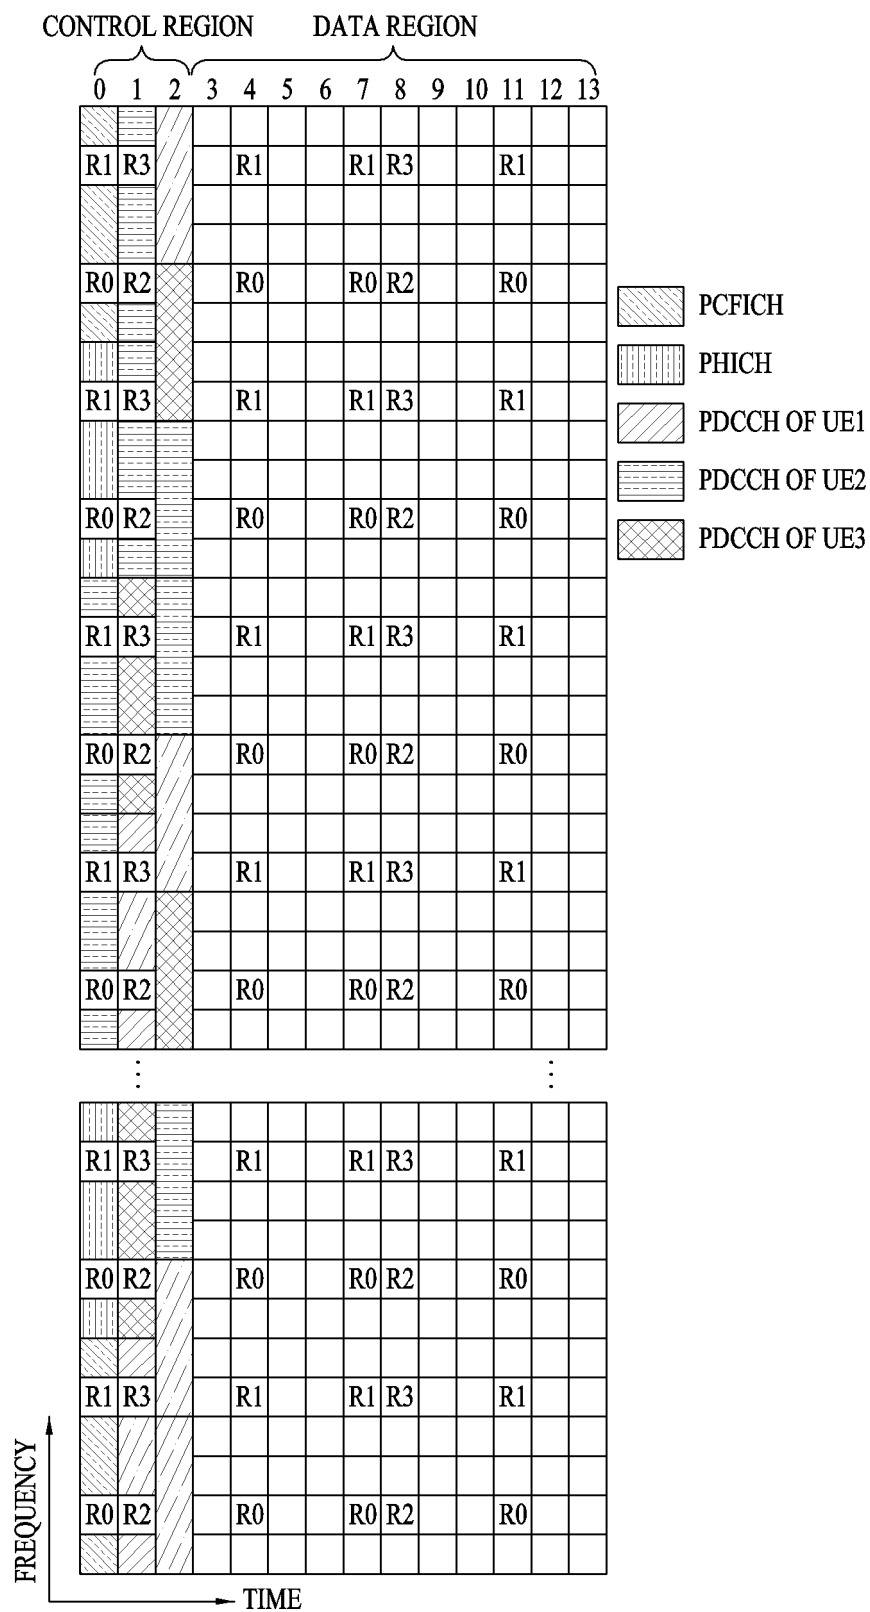 CONTROL REGION DATA REGION
0 1 2 3 4 5 6 7 8 9 10 11 12 13
R1 R3 R1 R1 R3 R1
R0 R2 R0 R0 R2 R0
PCFICH
PHICH
R1 R3 R1 R1 R3 R1
PDCCH OF UE1
PDCCH OF UE2
R0 R2 R0 R0 R2 R0
PDCCH OF UE3
R1 R3 R1 R1 R3 R1
R0 R2 R0 R0 R2 R0
R1 R3 R1 R1 R3 R1
R0 R2 R0 R0 R2 R0
R1 R3 R1 R1 R3 R1
R0 R2 R0 R0 R2 R0
R1 R3 R1 R1 R3 R1
R0 R2 R0 R0 R2 R0
FREQUENCY
TIME